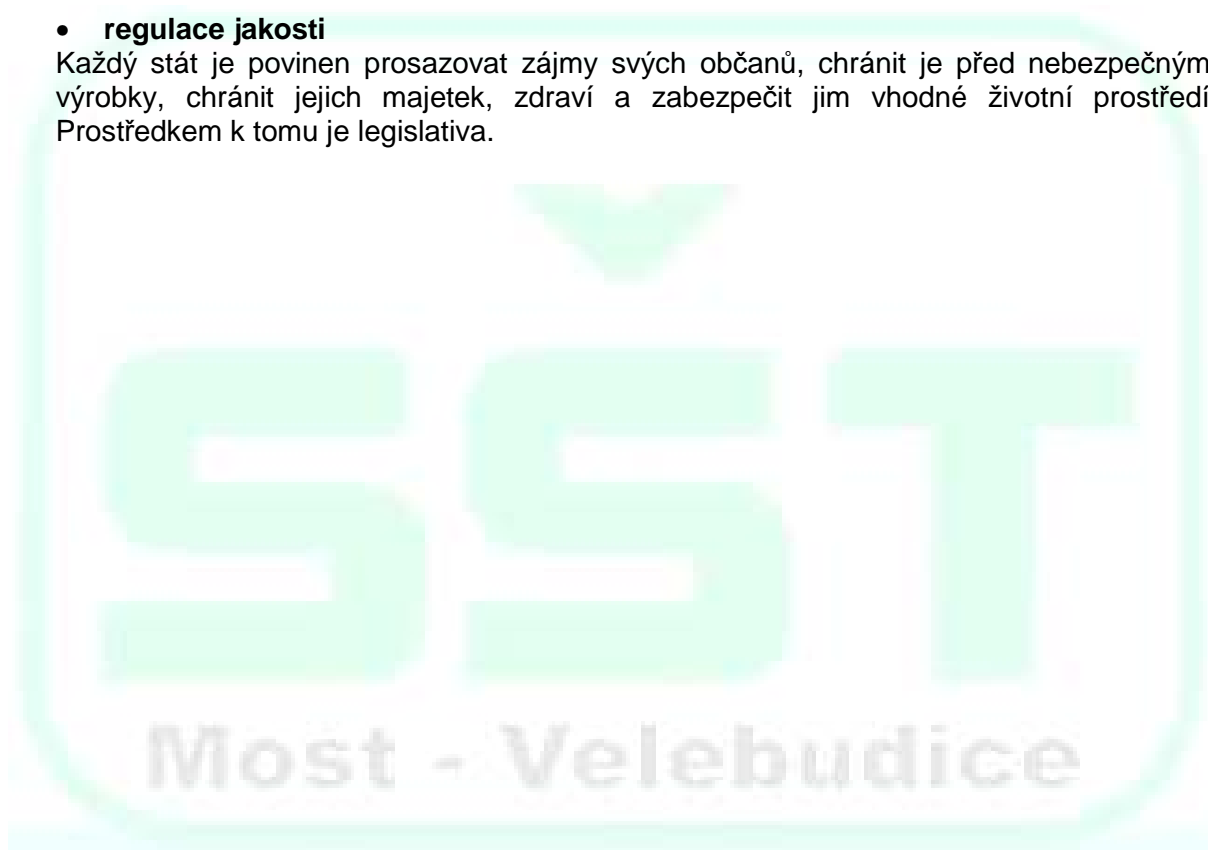 • regulace jakosti
Každý stát je povinen prosazovat zájmy svých občanů, chránit je před nebezpečným
výrobky, chránit jejich majetek, zdraví a zabezpečit jim vhodné životní prostředí
Prostředkem k tomu je legislativa.
SŠT
Most - Velebudice